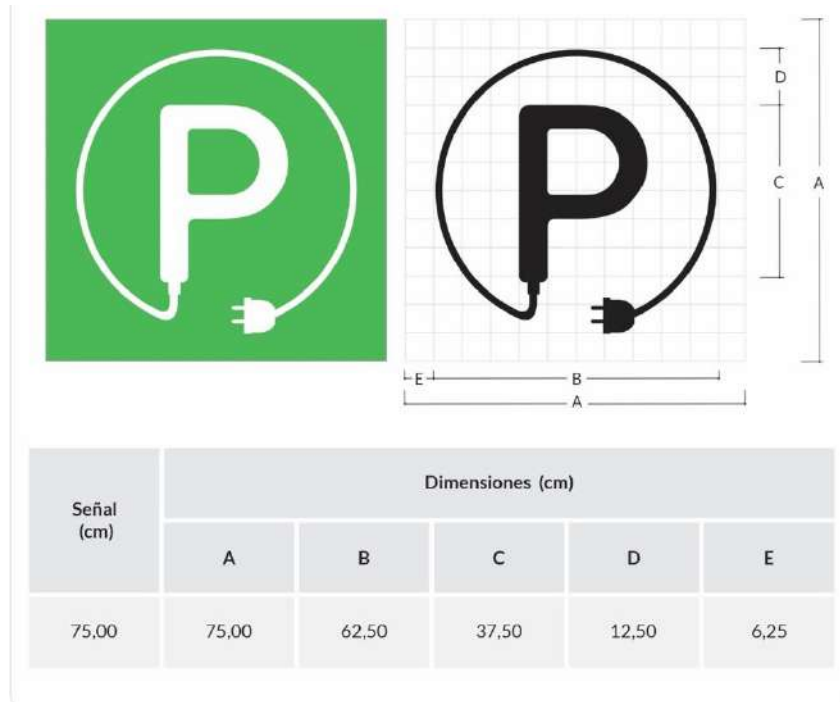 P
P
D
C
A
E
B
A
Señal
(cm)
Dimensiones (cm)
A
B
C
D
E
75,00
75,00
62,50
37,50
12,50
6,25